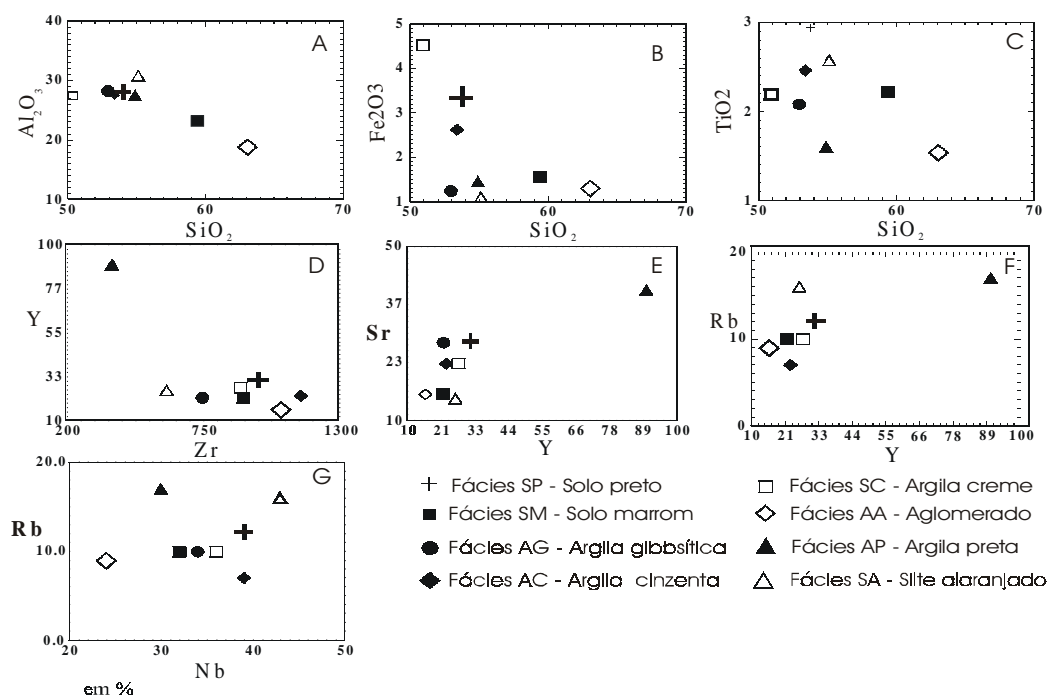 A
Al2O3
40
30
20
10
50 60 70
SiO2
B
Fe2O3
5
4
3
2
1
50 60 70
SiO2
C
TiO2
3
2
1
50 60 70
SiO2
D
Y
100
77
55
33
10
200 750 1300
Zr
E
Sr
50
37
23
10
10 21 33 44 55 66 78 89 100
Y
F
Rb
20
10
0
10 21 33 44 55 66 78 89 100
Y
G
Rb
20.0
10.0
0.0
20 30 40 50
Nb
em %
Fácies SP - Solo preto
Fácies SM - Solo marrom
Fácies AG - Argila gibbsítica
Fácies AC - Argila cinzenta
Fácies SC - Argila creme
Fácies AA - Aglomerado
Fácies AP - Argila preta
Fácies SA - Silte alaranjado